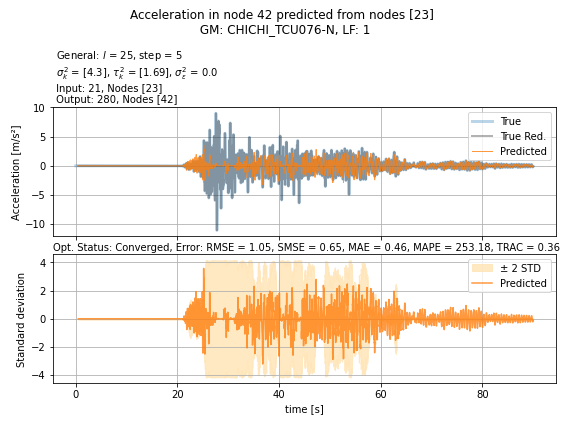 Acceleration in node 42 predicted from nodes [23]
GM: CHICHI_TCU076-N, LF: 1
General: l = 25, step = 5
σ²ₖ = [4.3], τ²ₖ = [1.69], σ²ε = 0.0
Input: 21, Nodes [23]
Output: 280, Nodes [42]
10
5
0
−5
−10
Acceleration [m/s²]
True
True Red.
Predicted
Opt. Status: Converged, Error: RMSE = 1.05, SMSE = 0.65, MAE = 0.46, MAPE = 253.18, TRAC = 0.36
4
2
0
−2
−4
Standard deviation
± 2 STD
Predicted
0 20 40 60 80
time [s]